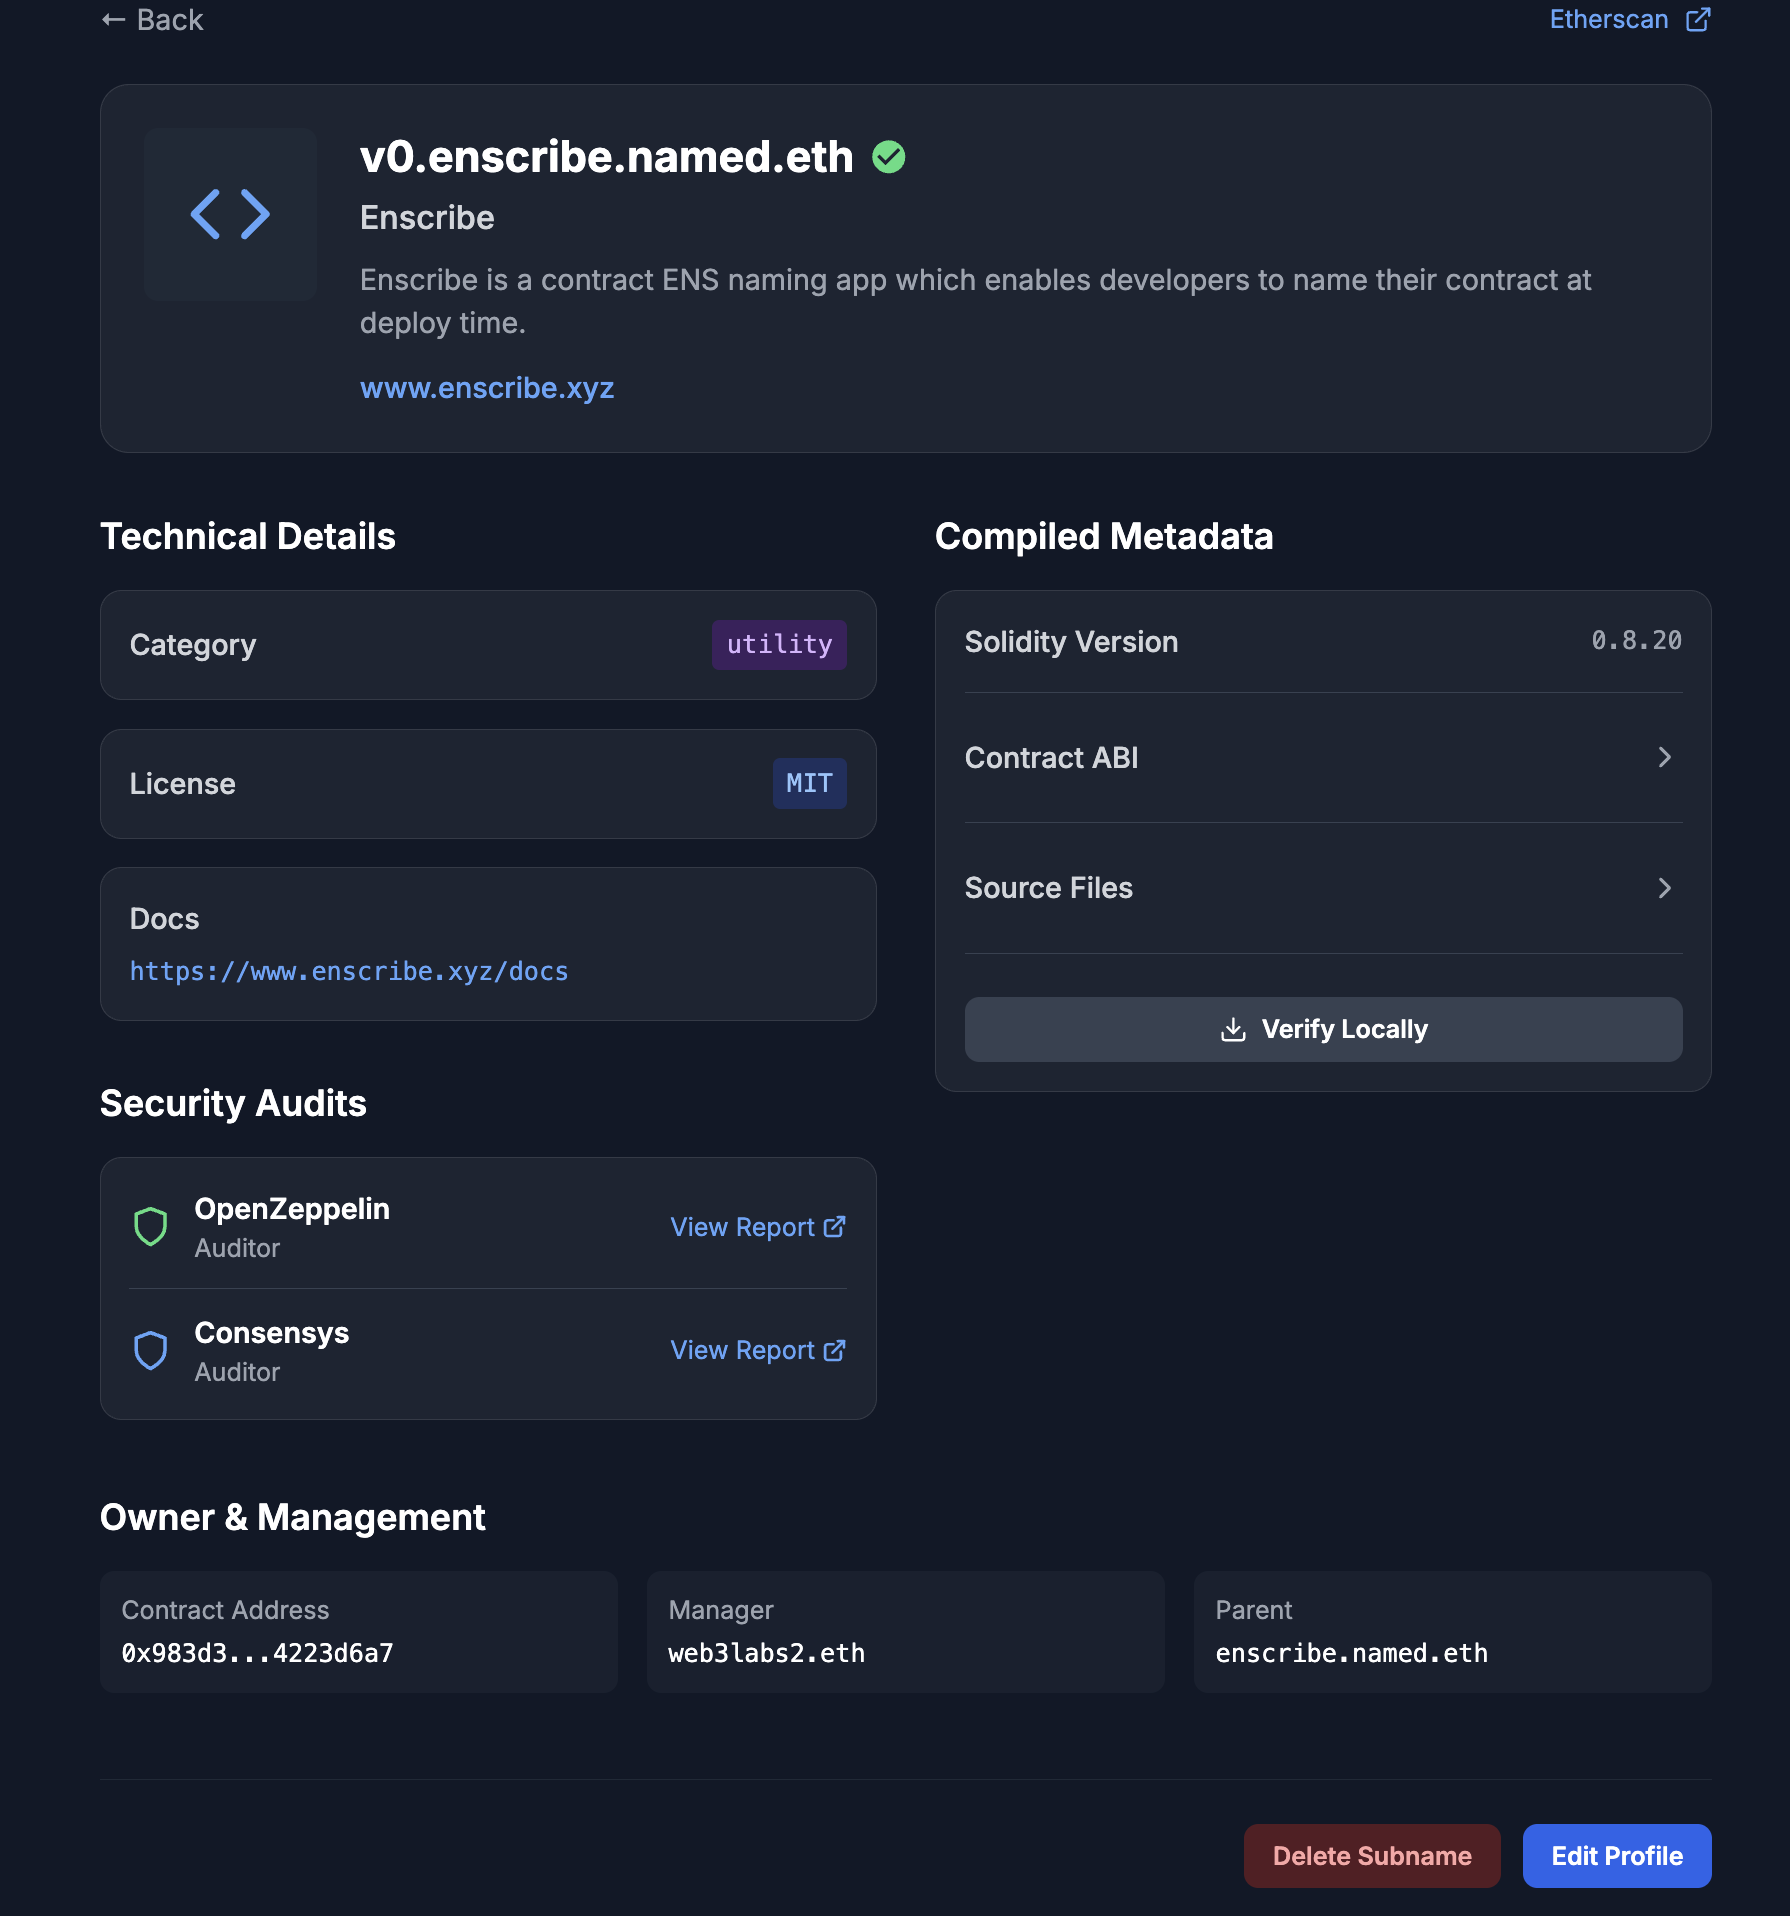 ← Back
Etherscan
v0.enscribe.named.eth
Enscribe
Enscribe is a contract ENS naming app which enables developers to name their contract at
deploy time.
www.enscribe.xyz
Technical Details
Category
utility
License
MIT
Docs
https://www.enscribe.xyz/docs
Compiled Metadata
Solidity Version
0.8.20
Contract ABI
Source Files
Verify Locally
Security Audits
OpenZeppelin
Auditor
View Report
Consensys
Auditor
View Report
Owner & Management
Contract Address
0x983d3...4223d6a7
Manager
web3labs2.eth
Parent
enscribe.named.eth
Delete Subname
Edit Profile